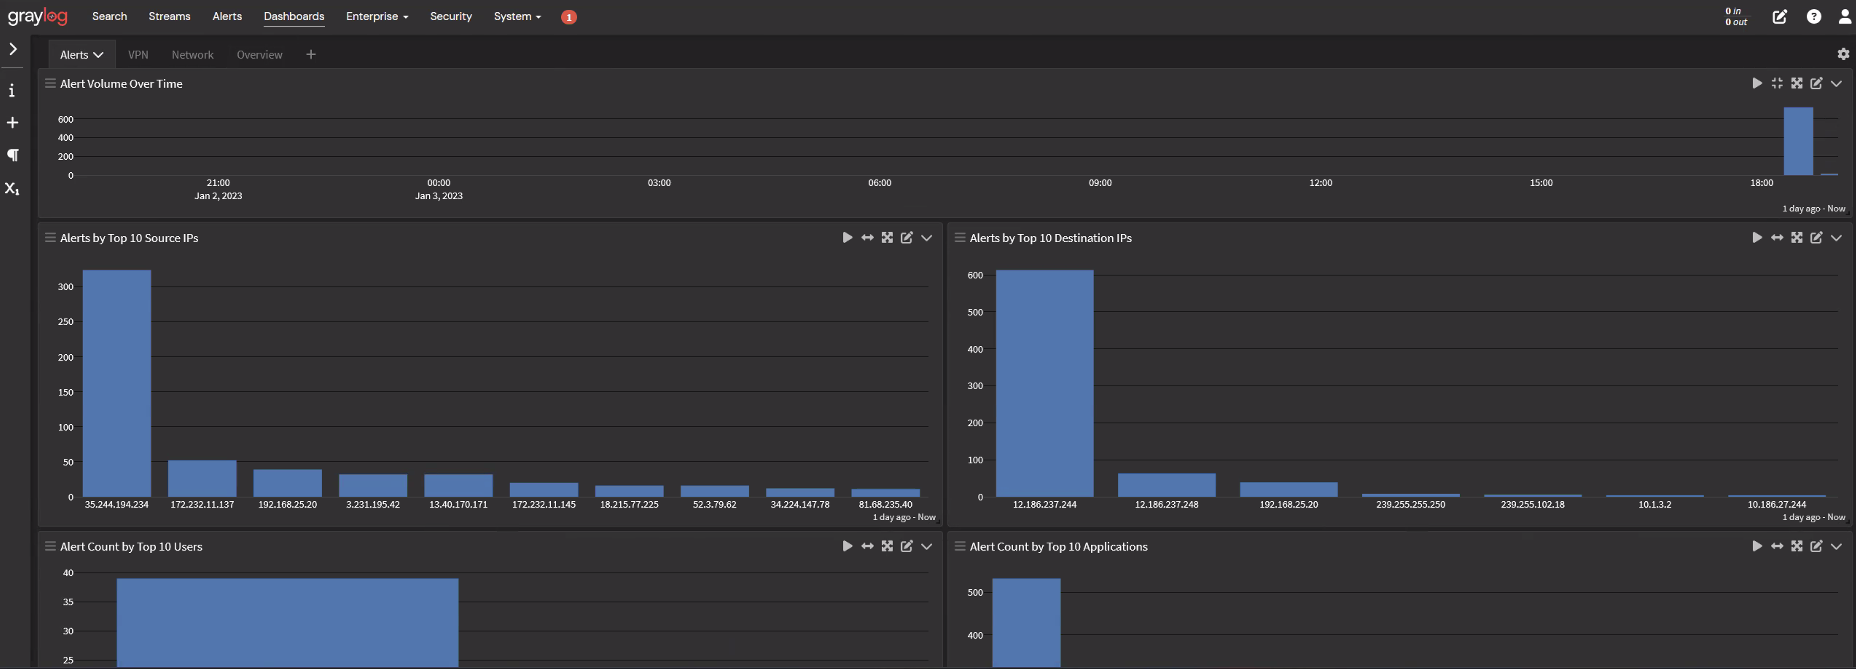 graylog Search Streams Alerts Dashboards Enterprise Security System 1 0 in
0 out
Alerts VPN Network Overview +
Alert Volume Over Time
600
400
200
0
21:00 00:00 03:00 06:00 09:00 12:00 15:00 18:00
Jan 2, 2023 Jan 3, 2023
1 day ago - Now
Alerts by Top 10 Source IPs
300
250
200
150
100
50
0
35.244.194.234 172.232.11.137 192.168.25.20 3.231.195.42 13.40.170.171 172.232.11.145 18.215.77.225 52.3.79.62 34.224.147.78 81.68.235.40
1 day ago - Now
Alerts by Top 10 Destination IPs
600
500
400
300
200
100
0
12.186.237.244 12.186.237.248 192.168.25.20 239.255.255.250 239.255.102.18 10.1.3.2 10.186.27.244
1 day ago - Now
Alert Count by Top 10 Users
40
35
30
25
Alert Count by Top 10 Applications
500
400